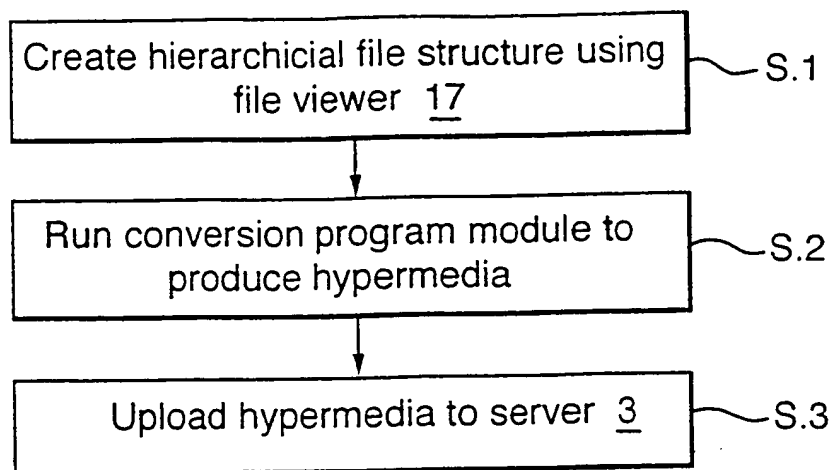 Create hierarchicial file structure using
file viewer 17
S.1
Run conversion program module to
produce hypermedia
S.2
Upload hypermedia to server 3
S.3